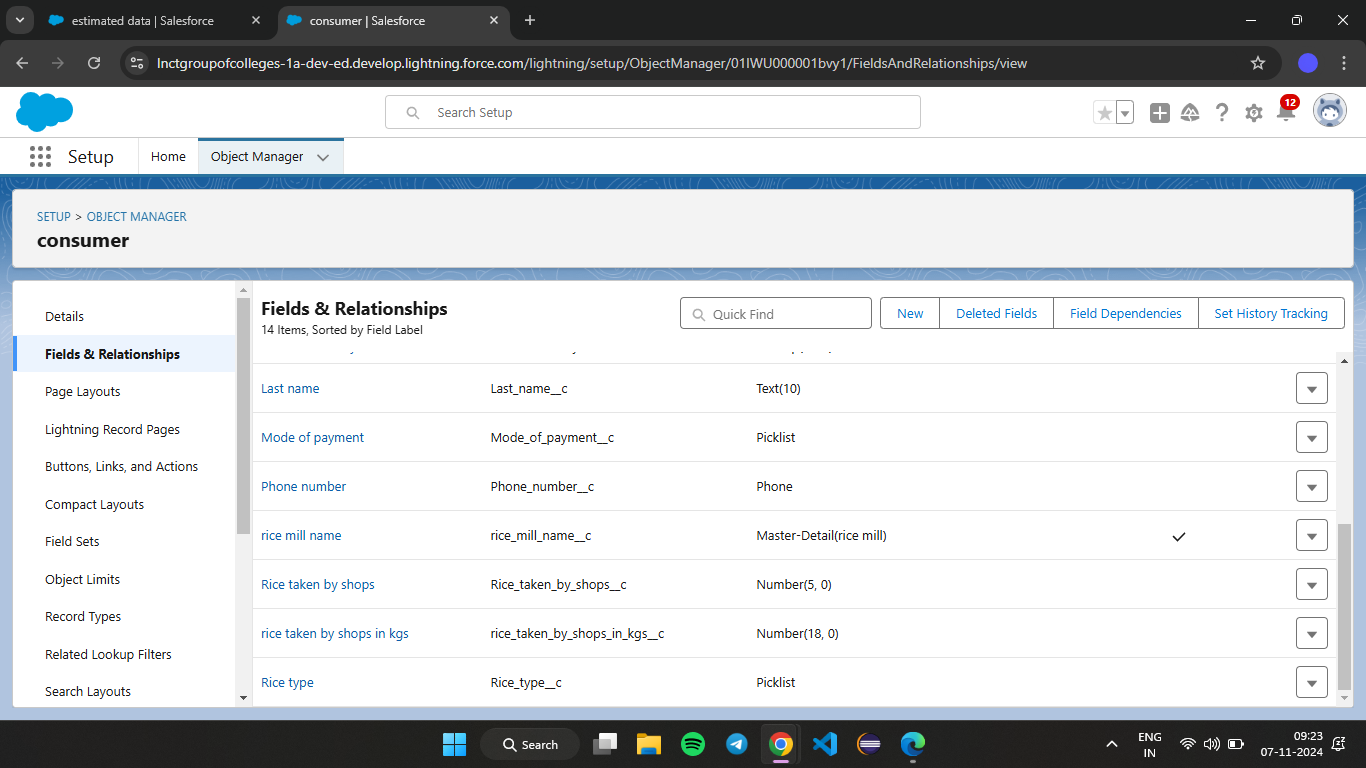 estimated data | Salesforce
consumer | Salesforce
lnctgroupofcolleges-1a-dev-ed.develop.lightning.force.com/lightning/setup/ObjectManager/01IWU000001bvy1/FieldsAndRelationships/view
Search Setup
12
Setup
Home
Object Manager
SETUP > OBJECT MANAGER
consumer
Details
Fields & Relationships
Page Layouts
Lightning Record Pages
Buttons, Links, and Actions
Compact Layouts
Field Sets
Object Limits
Record Types
Related Lookup Filters
Search Layouts
Fields & Relationships
14 Items, Sorted by Field Label
Quick Find
New
Deleted Fields
Field Dependencies
Set History Tracking
Last name Last_name__c Text(10)
Mode of payment Mode_of_payment__c Picklist
Phone number Phone_number__c Phone
rice mill name rice_mill_name__c Master-Detail(rice mill)
Rice taken by shops Rice_taken_by_shops__c Number(5, 0)
rice taken by shops in kgs rice_taken_by_shops_in_kgs__c Number(18, 0)
Rice type Rice_type__c Picklist
Search
ENG
IN
09:23
07-11-2024